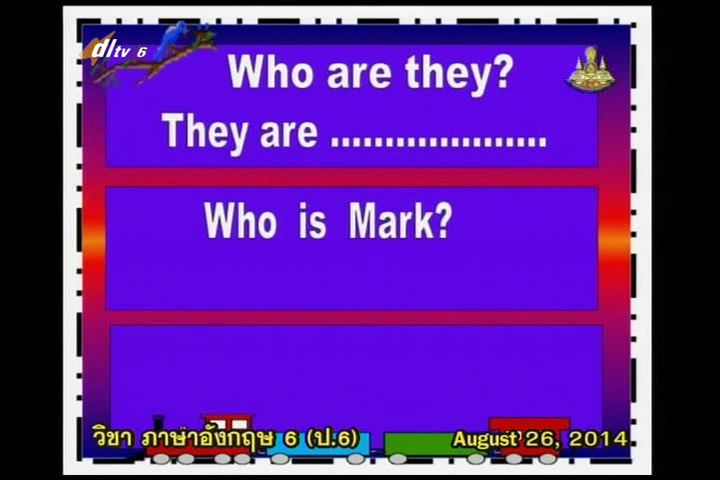 dltv 6
Who are they?
They are ....................
Who is Mark?
วิชา ภาษาอังกฤษ 6 (ป.6)
August 26, 2014